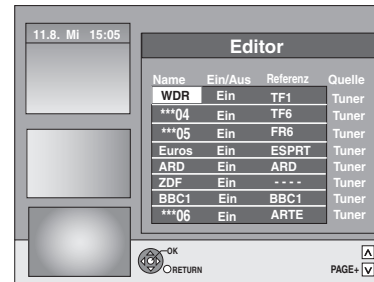 11.8. Mi 15:05
Editor
Name Ein/Aus Referenz Quelle
WDR Ein TF1 Tuner
***04 Ein TF6 Tuner
***05 Ein FR6 Tuner
Euros Ein ESPRT Tuner
ARD Ein ARD Tuner
ZDF Ein - - - - Tuner
BBC1 Ein BBC1 Tuner
***06 Ein ARTE Tuner
OK
RETURN
PAGE+